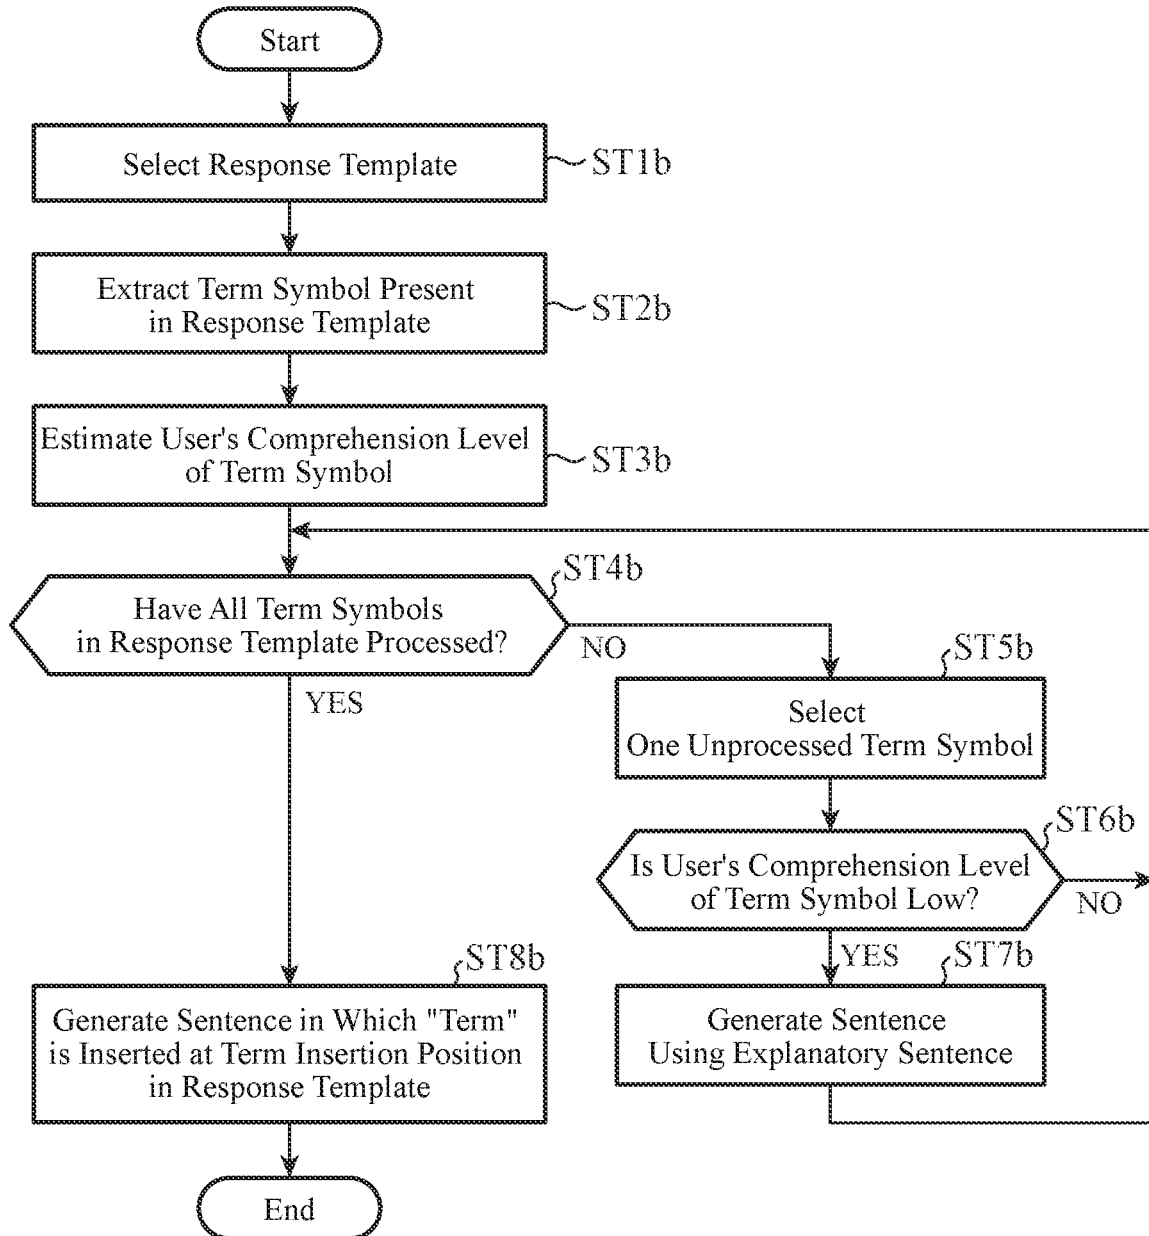 Start
Select Response Template
ST1b
Extract Term Symbol Present
in Response Template
ST2b
Estimate User's Comprehension Level
of Term Symbol
ST3b
ST4b
Have All Term Symbols
in Response Template Processed?
NO
YES
ST5b
Select
One Unprocessed Term Symbol
ST6b
Is User's Comprehension Level
of Term Symbol Low?
NO
YES
ST7b
Generate Sentence
Using Explanatory Sentence
ST8b
Generate Sentence in Which "Term"
is Inserted at Term Insertion Position
in Response Template
End